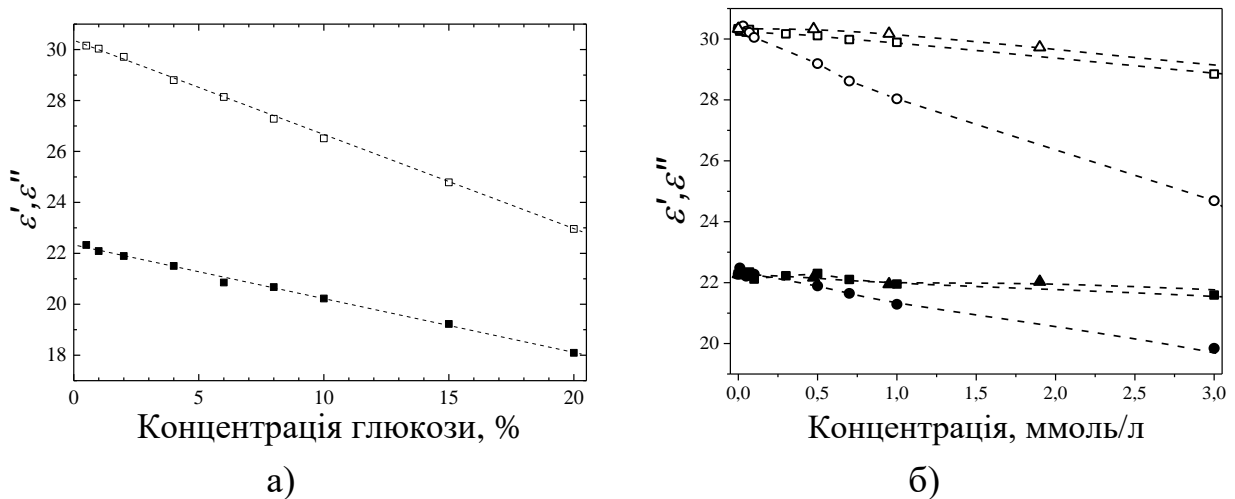 30
28
26
24
22
20
18
ε',ε''
0 5 10 15 20
Концентрація глюкози, %
а)
30
28
26
24
22
20
ε',ε''
0,0 0,5 1,0 1,5 2,0 2,5 3,0
Концентрація, ммоль/л
б)